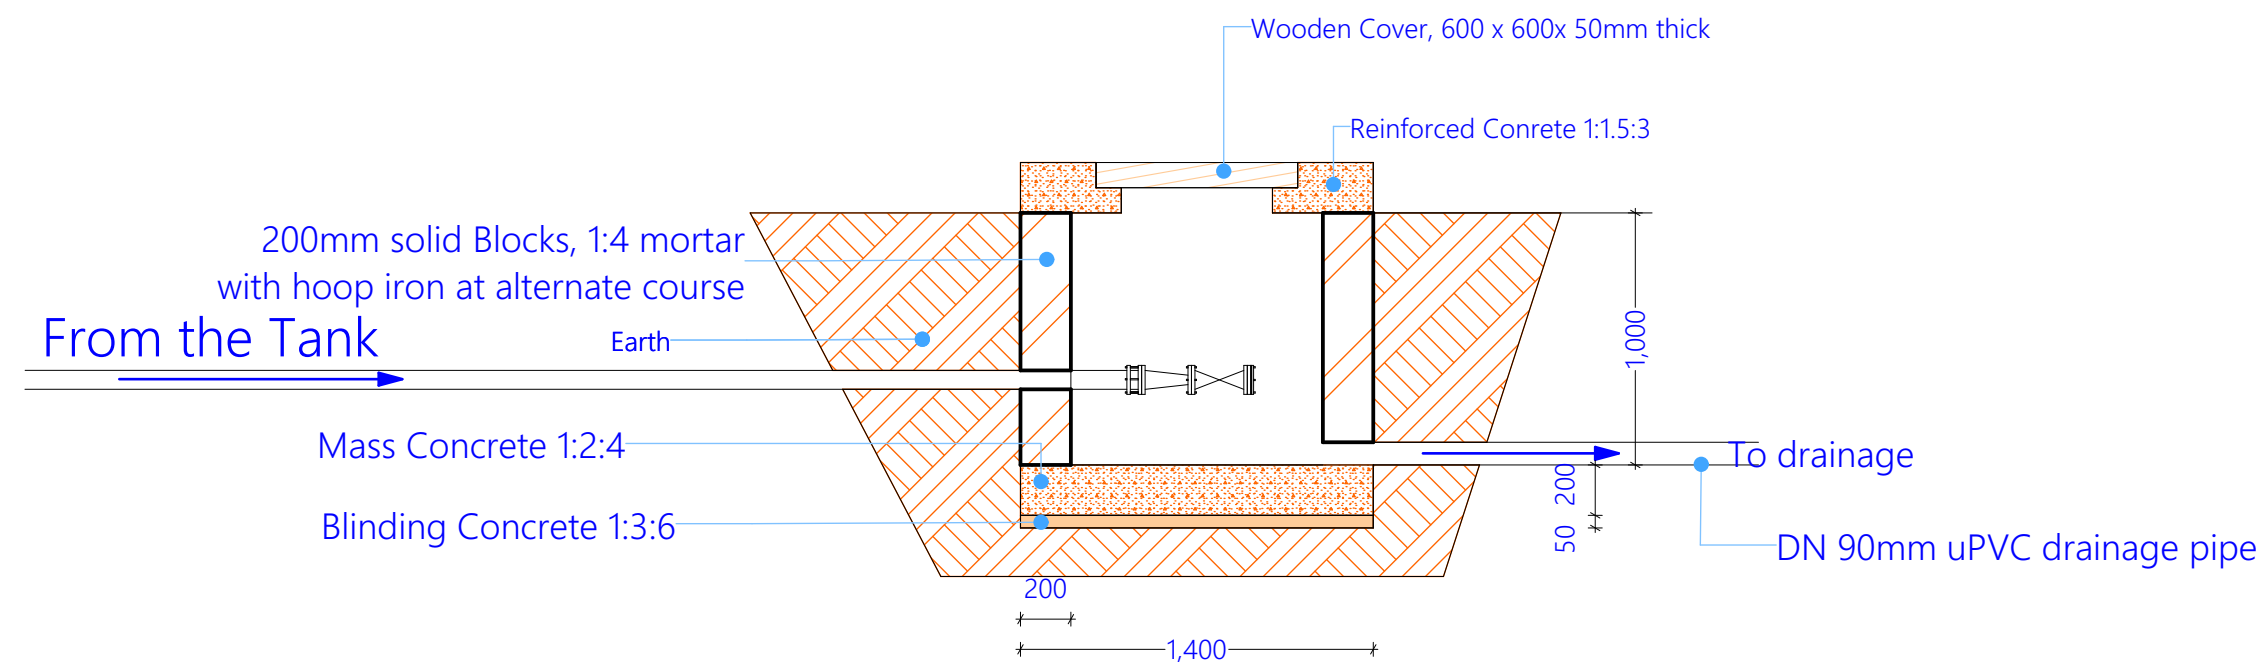 Wooden Cover, 600 x 600x 50mm thick
Reinforced Conrete 1:1.5:3
200mm solid Blocks, 1:4 mortar
with hoop iron at alternate course
From the Tank
Earth
1,000
Mass Concrete 1:2:4
To drainage
200
Blinding Concrete 1:3:6
50
DN 90mm uPVC drainage pipe
200
1,400